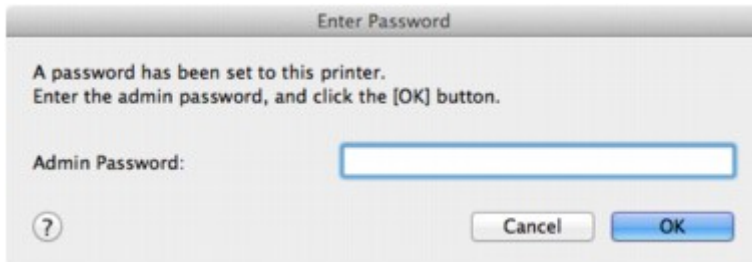 Enter Password
A password has been set to this printer.
Enter the admin password, and click the [OK] button.
Admin Password:
?
Cancel
OK